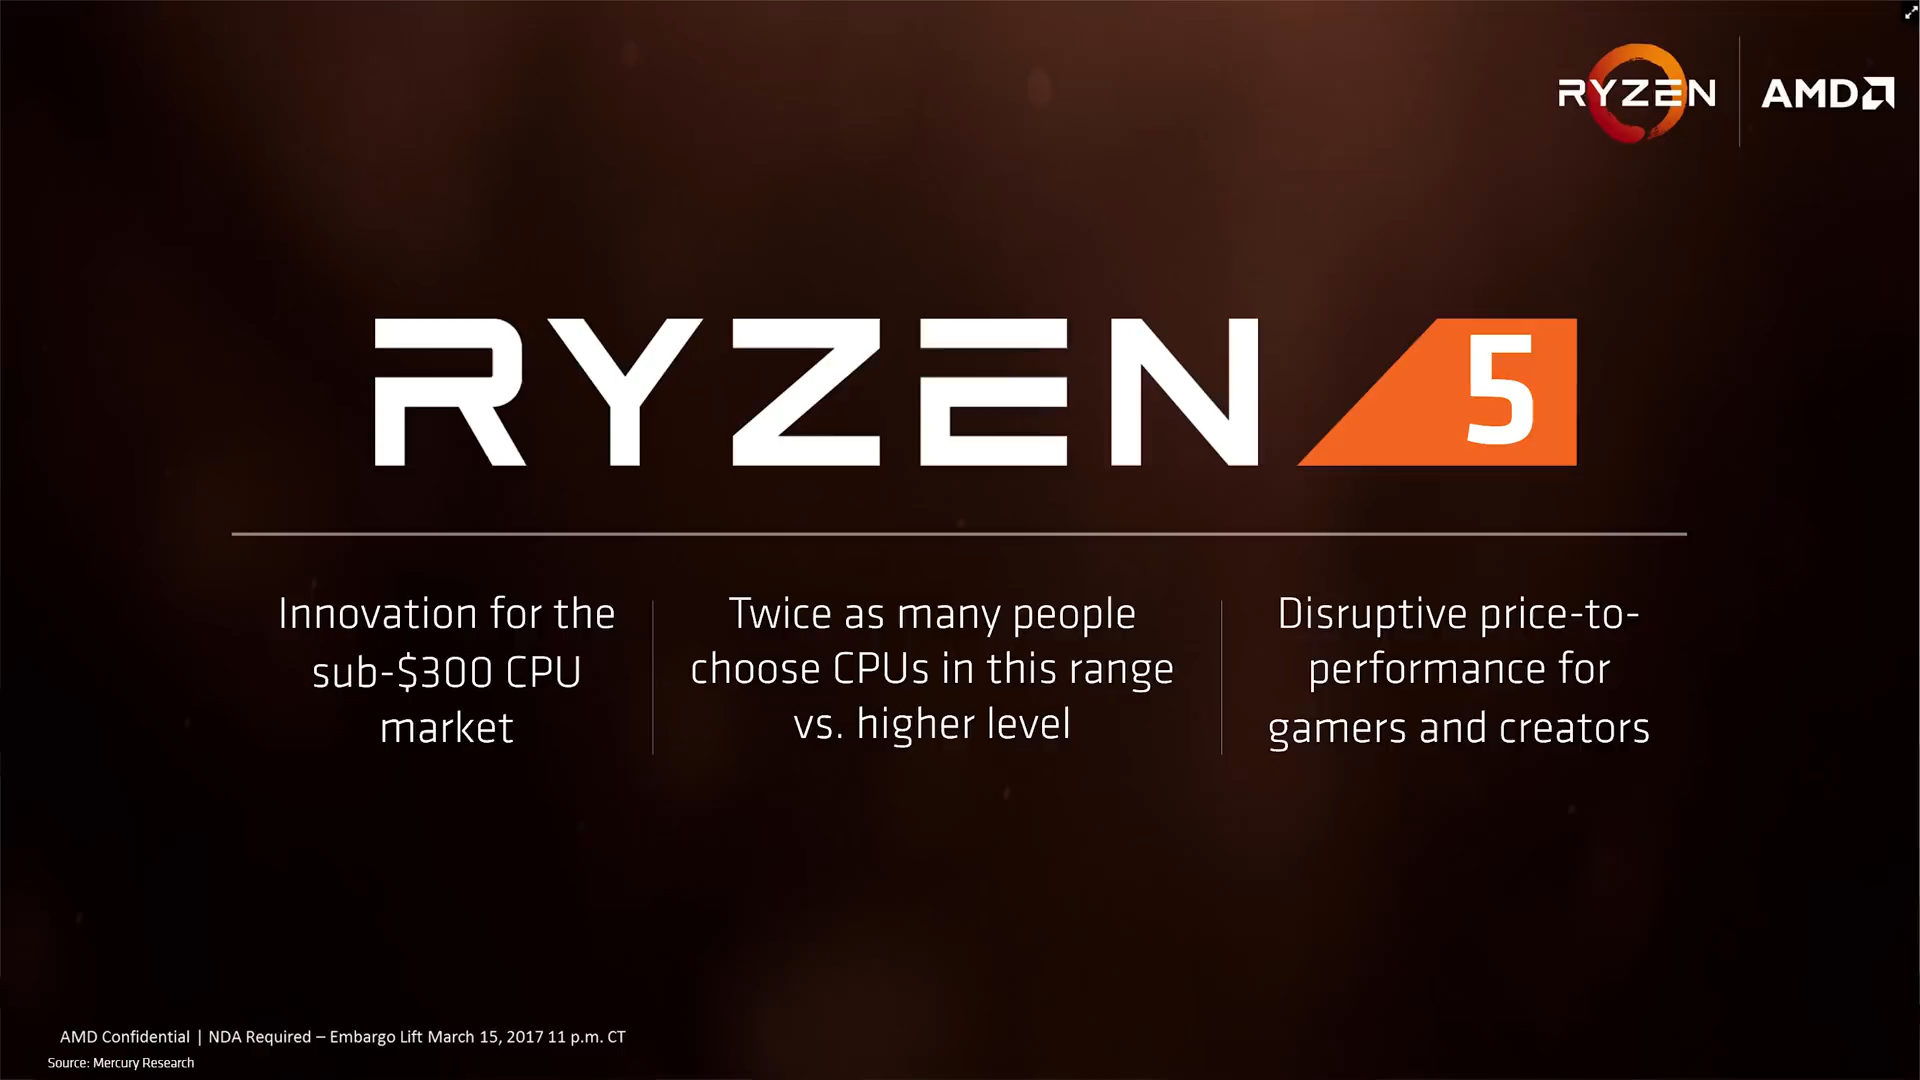 RYZEN AMD
RYZEN 5
Innovation for the
sub-$300 CPU
market
Twice as many people
choose CPUs in this range
vs. higher level
Disruptive price-to-
performance for
gamers and creators
AMD Confidential | NDA Required – Embargo Lift March 15, 2017 11 p.m. CT
Source: Mercury Research